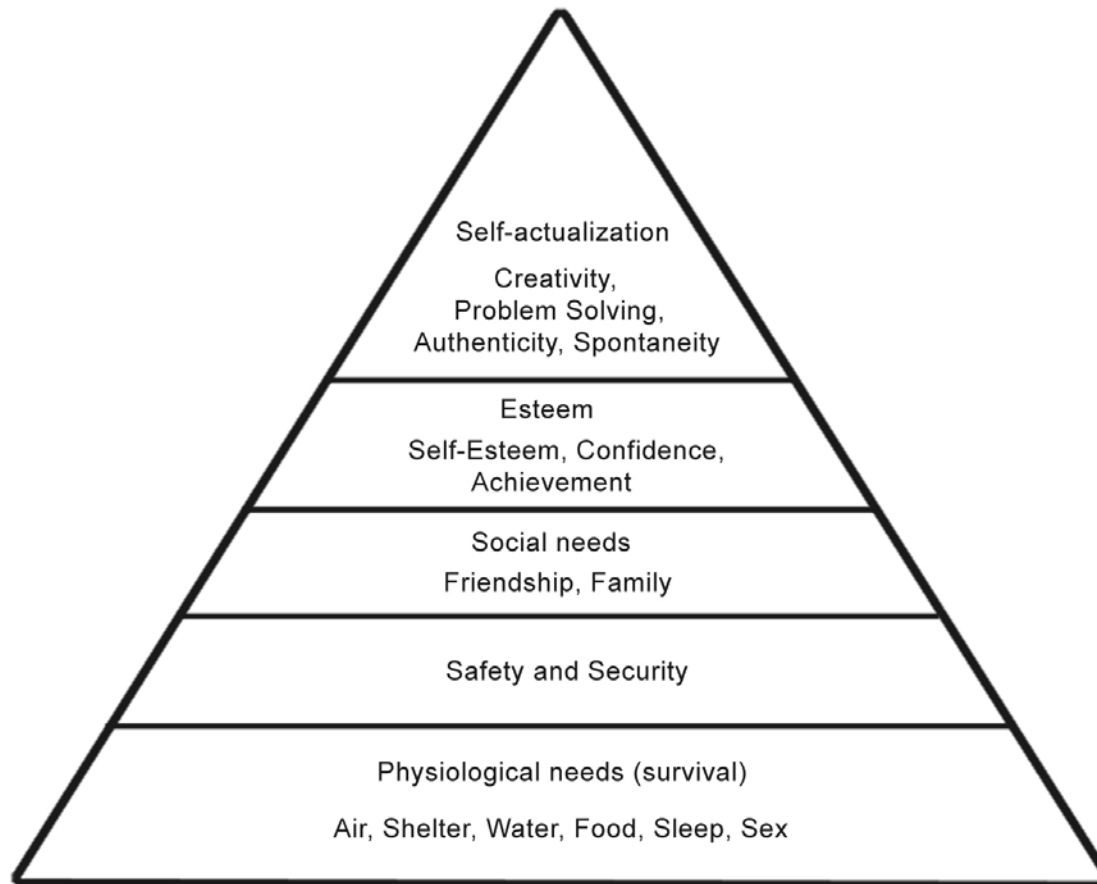 Self-actualization
Creativity,
Problem Solving,
Authenticity, Spontaneity
Esteem
Self-Esteem, Confidence,
Achievement
Social needs
Friendship, Family
Safety and Security
Physiological needs (survival)
Air, Shelter, Water, Food, Sleep, Sex